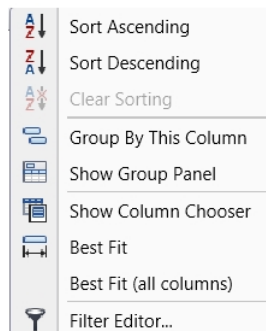 Sort Ascending
Sort Descending
Clear Sorting
Group By This Column
Show Group Panel
Show Column Chooser
Best Fit
Best Fit (all columns)
Filter Editor...